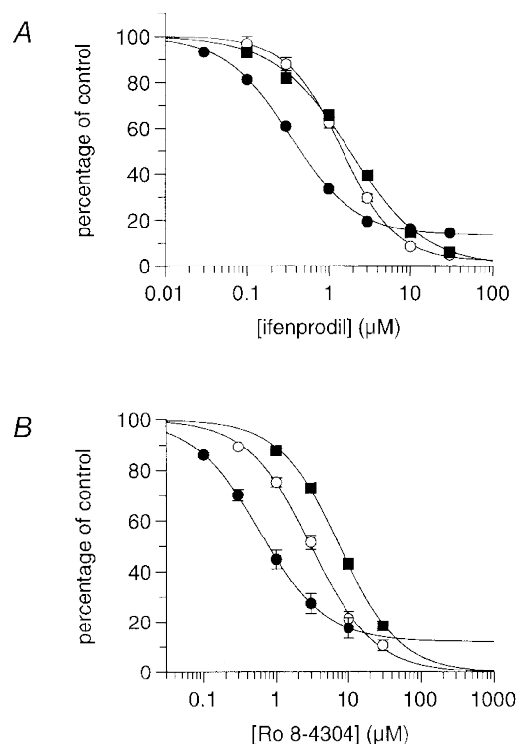 A
100
80
60
40
20
0
percentage of control
0.01 0.1 1 10 100
[ifenprodil] (µM)
B
100
80
60
40
20
0
percentage of control
0.1 1 10 100 1000
[Ro 8-4304] (µM)